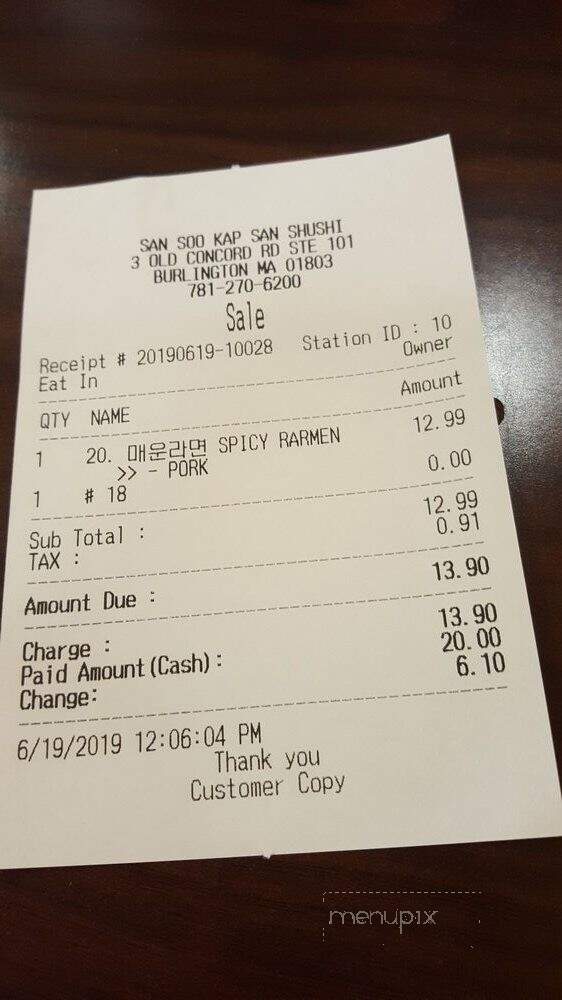 SAN SOO KAP SAN SHUSHI
3 OLD CONCORD RD STE 101
BURLINGTON MA 01803
781-270-6200
Sale
Receipt # 20190619-10028 Station ID : 10
Eat In Owner
QTY NAME Amount
1 20. 매운라면 SPICY RARMEN 12.99
>> - PORK
1 # 18 0.00
Sub Total : 12.99
TAX : 0.91
Amount Due : 13.90
Charge : 13.90
Paid Amount(Cash) : 20.00
Change: 6.10
6/19/2019 12:06:04 PM
Thank you
Customer Copy
menupix